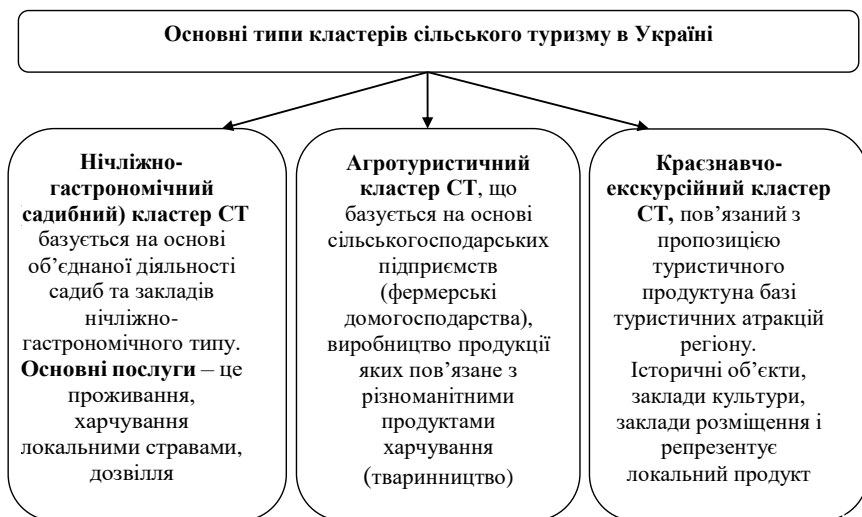 Основні типи кластерів сільського туризму в Україні
Нічліжно-
гастрономічний
(садибний) кластер СТ
базується на основі
об’єднаної діяльності
садиб та закладів
нічліжно-
гастрономічного типу.
Основні послуги – це
проживання,
харчування
локальними стравами,
дозвілля
Агротуристичний
кластер СТ, що
базується на основі
сільськогосподарських
підприємств
(фермерські
домогосподарства),
виробництво продукції
яких пов’язане з
різноманітними
продуктами
харчування
(тваринництво)
Краєзнавчо-
екскурсійний кластер
СТ, пов’язаний з
пропозицією
туристичного
продуктуна базі
туристичних атракцій
регіону.
Історичні об’єкти,
заклади культури,
заклади розміщення і
репрезентує
локальний продукт